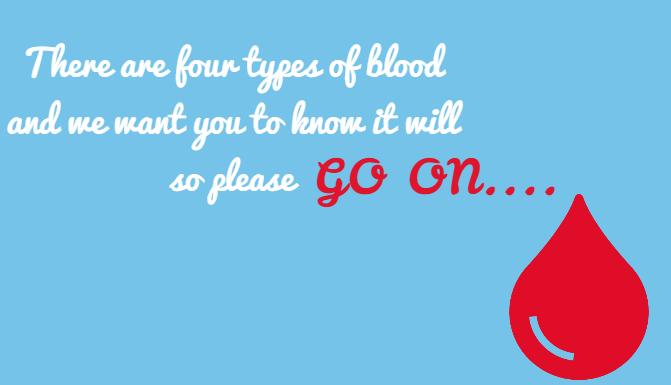 There are four types of blood
and we want you to know it will
so please GO ON....